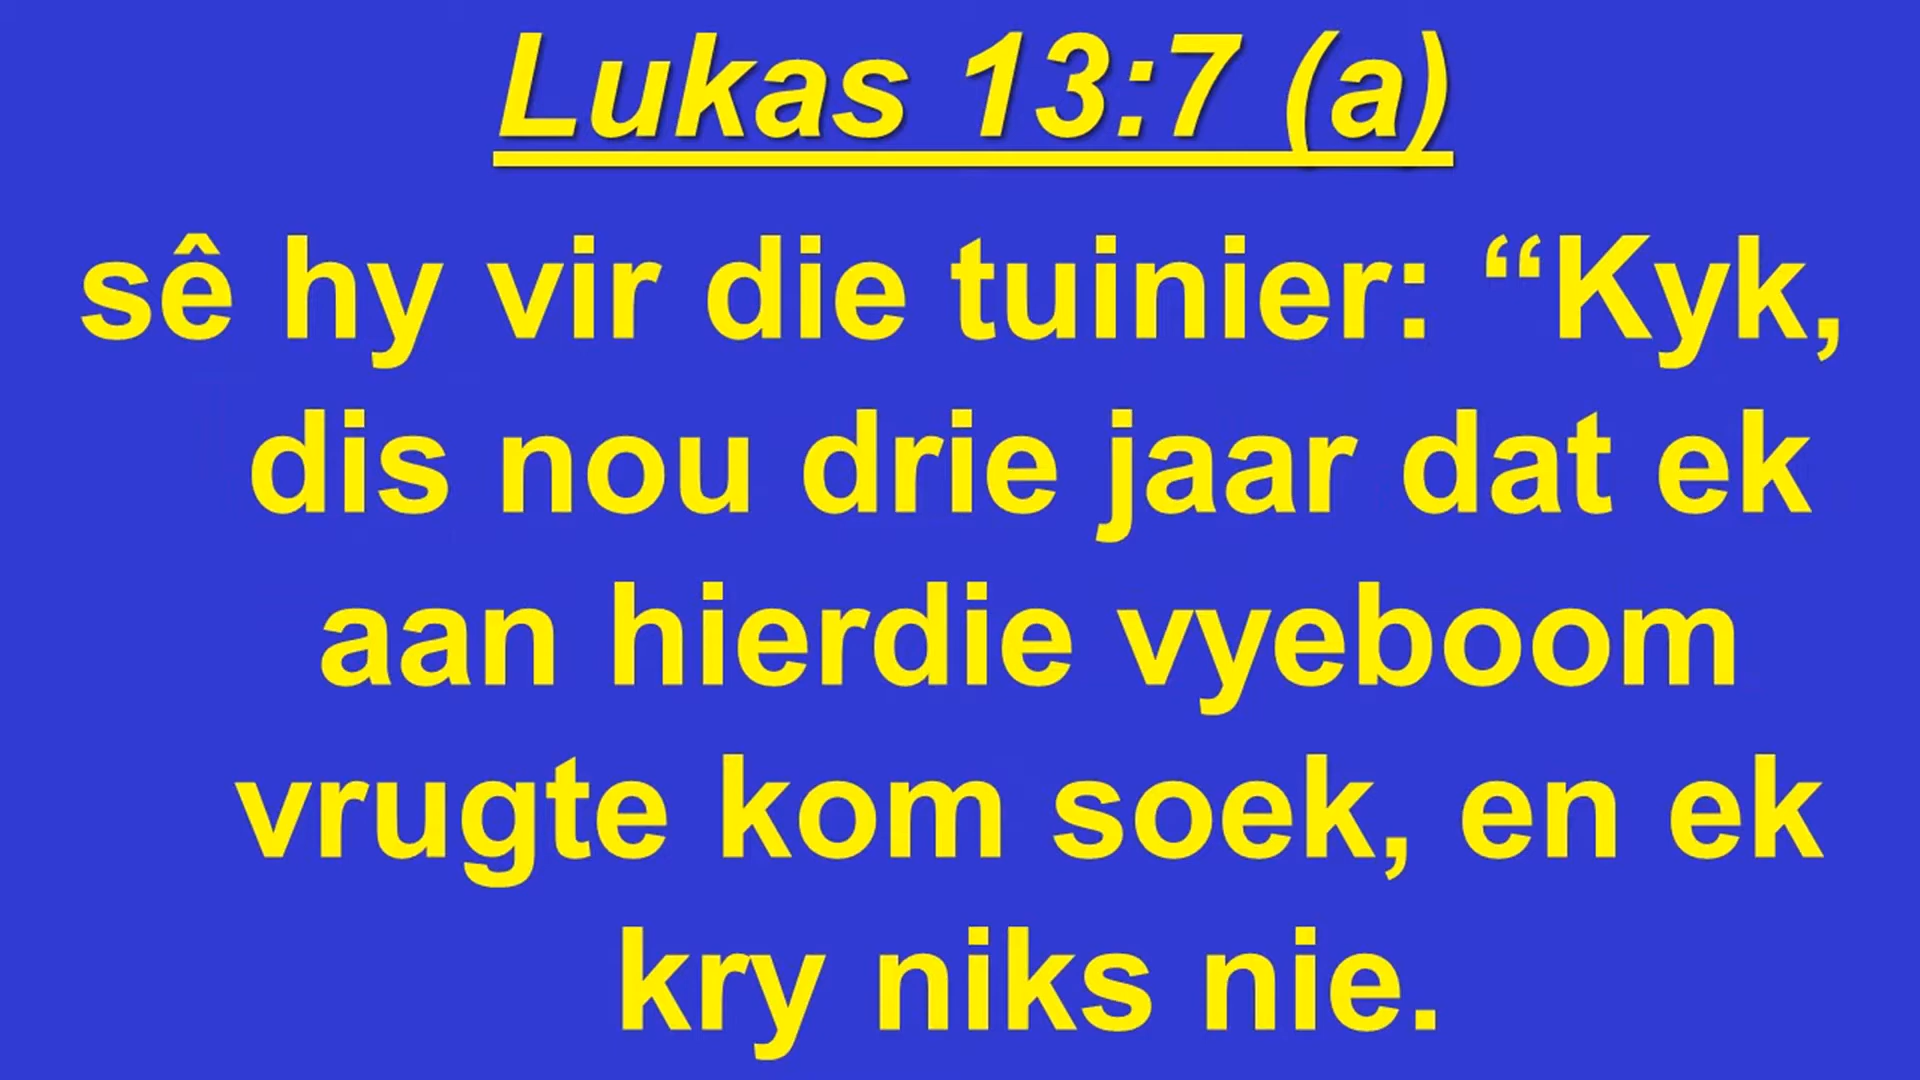 Lukas 13:7 (a)
sê hy vir die tuinier: “Kyk,
dis nou drie jaar dat ek
aan hierdie vyeboom
vrugte kom soek, en ek
kry niks nie.